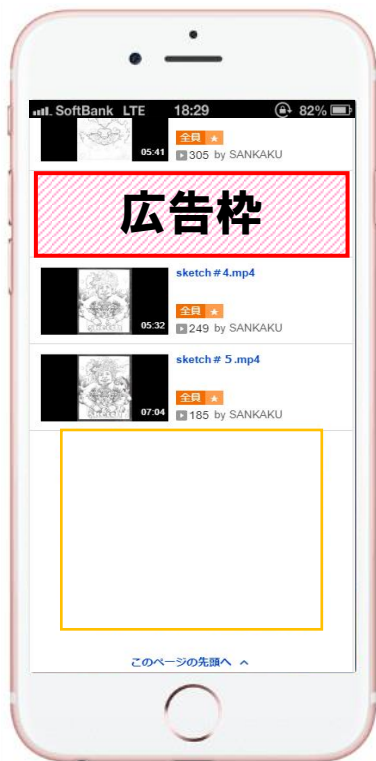 SoftBank LTE 18:29 82%
全員 ★
05:41
305 by SANKAKU
広告枠
sketch＃4.mp4
全員 ★
05:32
249 by SANKAKU
sketch＃５.mp4
全員 ★
07:04
185 by SANKAKU
このページの先頭へ ^